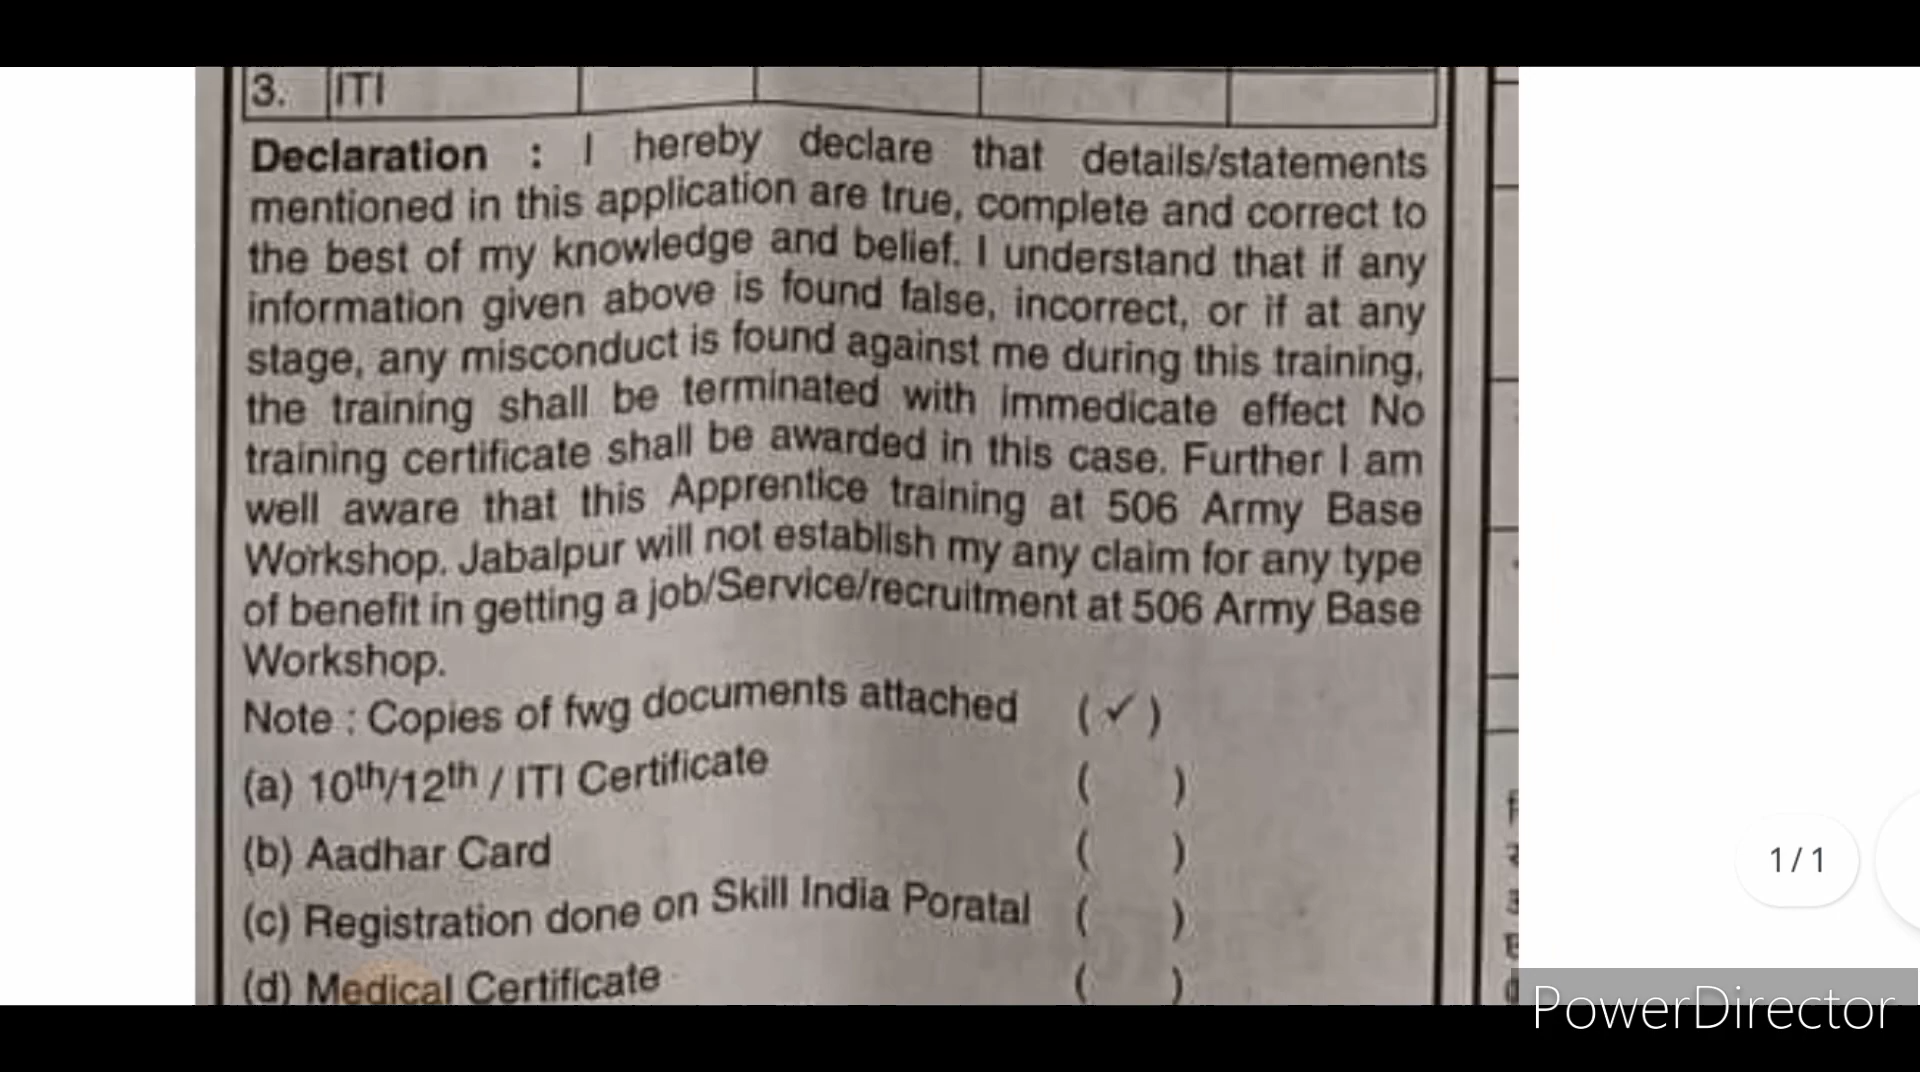 3. ITI
Declaration : I hereby declare that details/statements
mentioned in this application are true, complete and correct to
the best of my knowledge and belief. I understand that if any
information given above is found false, incorrect, or if at any
stage, any misconduct is found against me during this training,
the training shall be terminated with immedicate effect No
training certificate shall be awarded in this case. Further I am
well aware that this Apprentice training at 506 Army Base
Workshop. Jabalpur will not establish my any claim for any type
of benefit in getting a job/Service/recruitment at 506 Army Base
Workshop.
Note : Copies of fwg documents attached (✓)
(a) 10th/12th / ITI Certificate ( )
(b) Aadhar Card ( )
(c) Registration done on Skill India Poratal ( )
(d) Medical Certificate ( )
1/1
PowerDirector